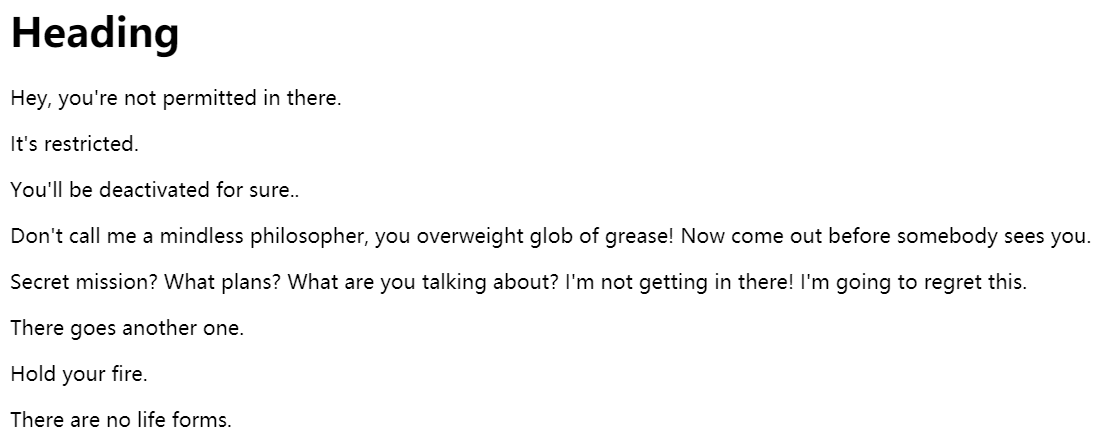 Heading
Hey, you're not permitted in there.
It's restricted.
You'll be deactivated for sure..
Don't call me a mindless philosopher, you overweight glob of grease! Now come out before somebody sees you.
Secret mission? What plans? What are you talking about? I'm not getting in there! I'm going to regret this.
There goes another one.
Hold your fire.
There are no life forms.